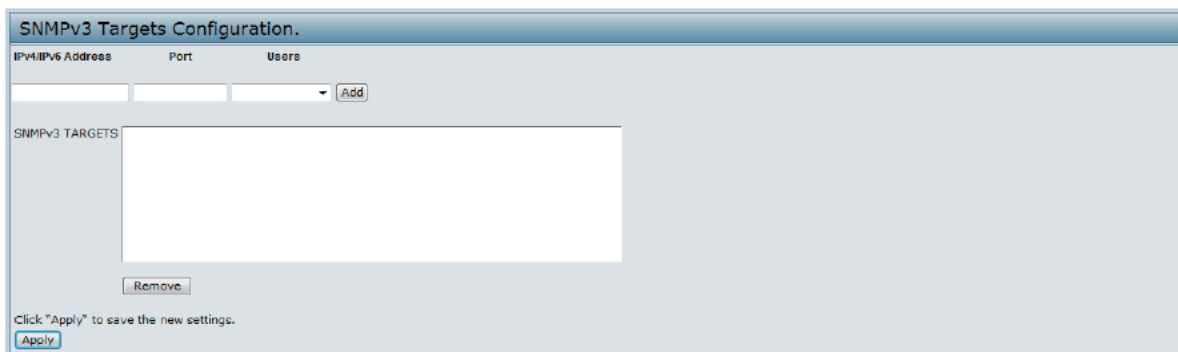 SNMPv3 Targets Configuration.
IPv4/IPv6 Address Port Users
Add
SNMPv3 TARGETS
Remove
Click "Apply" to save the new settings.
Apply